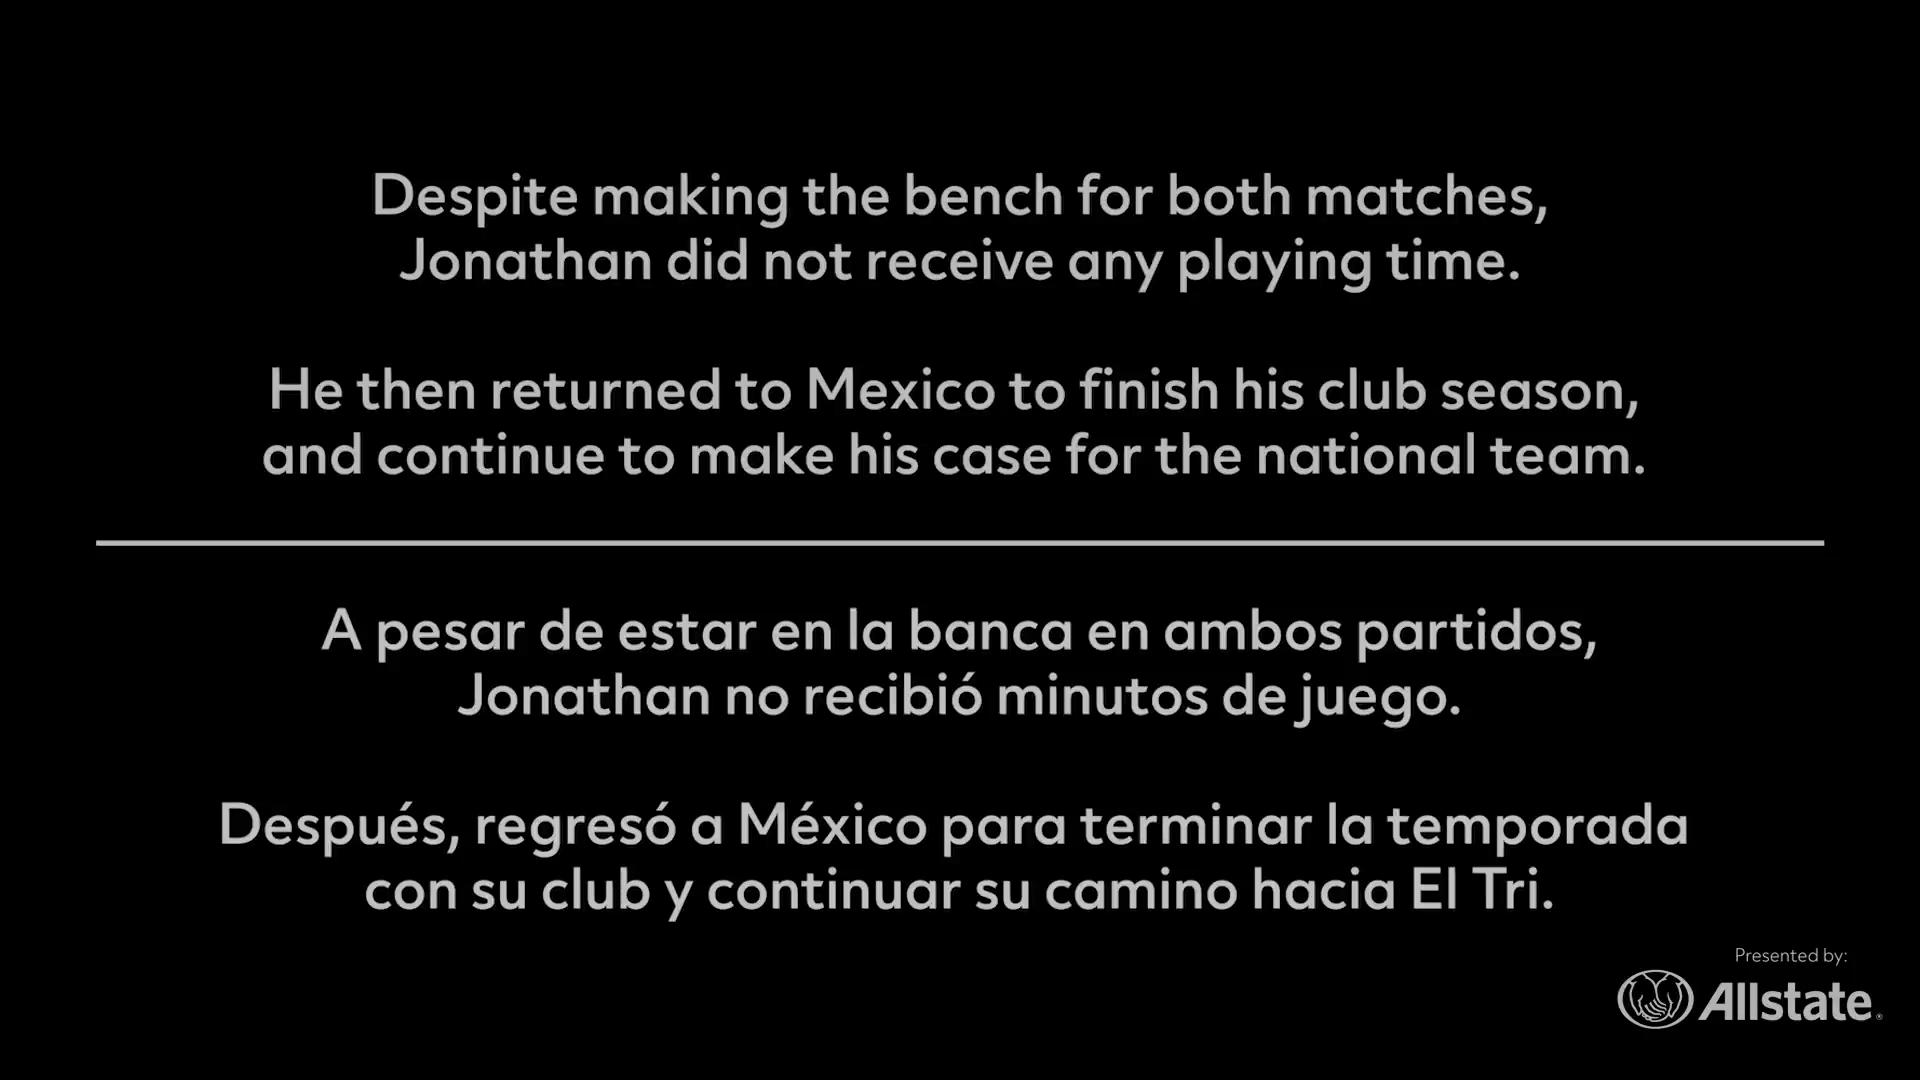 Despite making the bench for both matches,
Jonathan did not receive any playing time.
He then returned to Mexico to finish his club season,
and continue to make his case for the national team.
A pesar de estar en la banca en ambos partidos,
Jonathan no recibió minutos de juego.
Después, regresó a México para terminar la temporada
con su club y continuar su camino hacia El Tri.
Presented by:
Allstate®